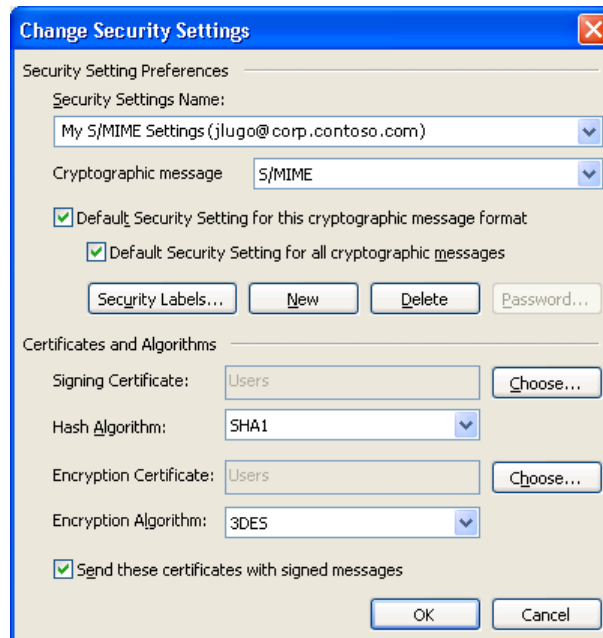 Change Security Settings
Security Setting Preferences
Security Settings Name:
My S/MIME Settings (jlugo@corp.contoso.com)
Cryptographic message S/MIME
Default Security Setting for this cryptographic message format
Default Security Setting for all cryptographic messages
Security Labels... New Delete Password...
Certificates and Algorithms
Signing Certificate: Users Choose...
Hash Algorithm: SHA1
Encryption Certificate: Users Choose...
Encryption Algorithm: 3DES
Send these certificates with signed messages
OK Cancel